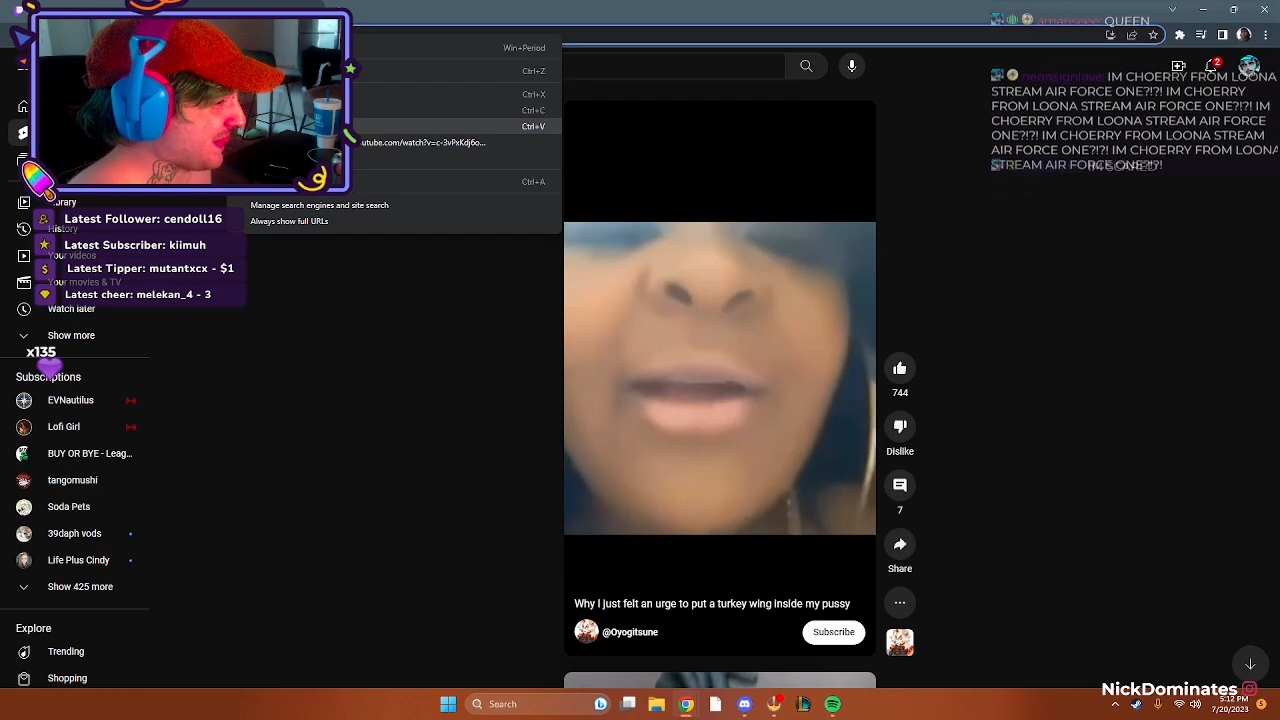 Win+Period
Ctrl+Z
Ctrl+X
Ctrl+C
Ctrl+V
utube.com/watch?v=c-3vPxKdj6o...
Ctrl+A
Manage search engines and site search
Always show full URLs
Latest Follower: cendoll16
History
Latest Subscriber: kiimuh
Your videos
Latest Tipper: mutantxcx - $1
Your movies & TV
Latest cheer: melekan_4 - 3
Watch later
Show more
x135
Subscriptions
EVNautilus
Lofi Girl
BUY OR BYE - Leag...
tangomushi
Soda Pets
39daph vods
Life Plus Cindy
Show 425 more
Explore
Trending
Shopping
744
Dislike
7
Share
Why I just felt an urge to put a turkey wing inside my pussy
@Oyogitsune
Subscribe
amariseee: QUEEN
2
neonsignlave: IM CHOERRY FROM LOONA
STREAM AIR FORCE ONE?!?! IM CHOERRY
FROM LOONA STREAM AIR FORCE ONE?!?! IM
CHOERRY FROM LOONA STREAM AIR FORCE
ONE?!?! IM CHOERRY FROM LOONA STREAM
AIR FORCE ONE?!?! IM CHOERRY FROM LOONA
STREAM AIR FORCE ONE?!?!
NickDominates
Search
5:12 PM
7/20/2023